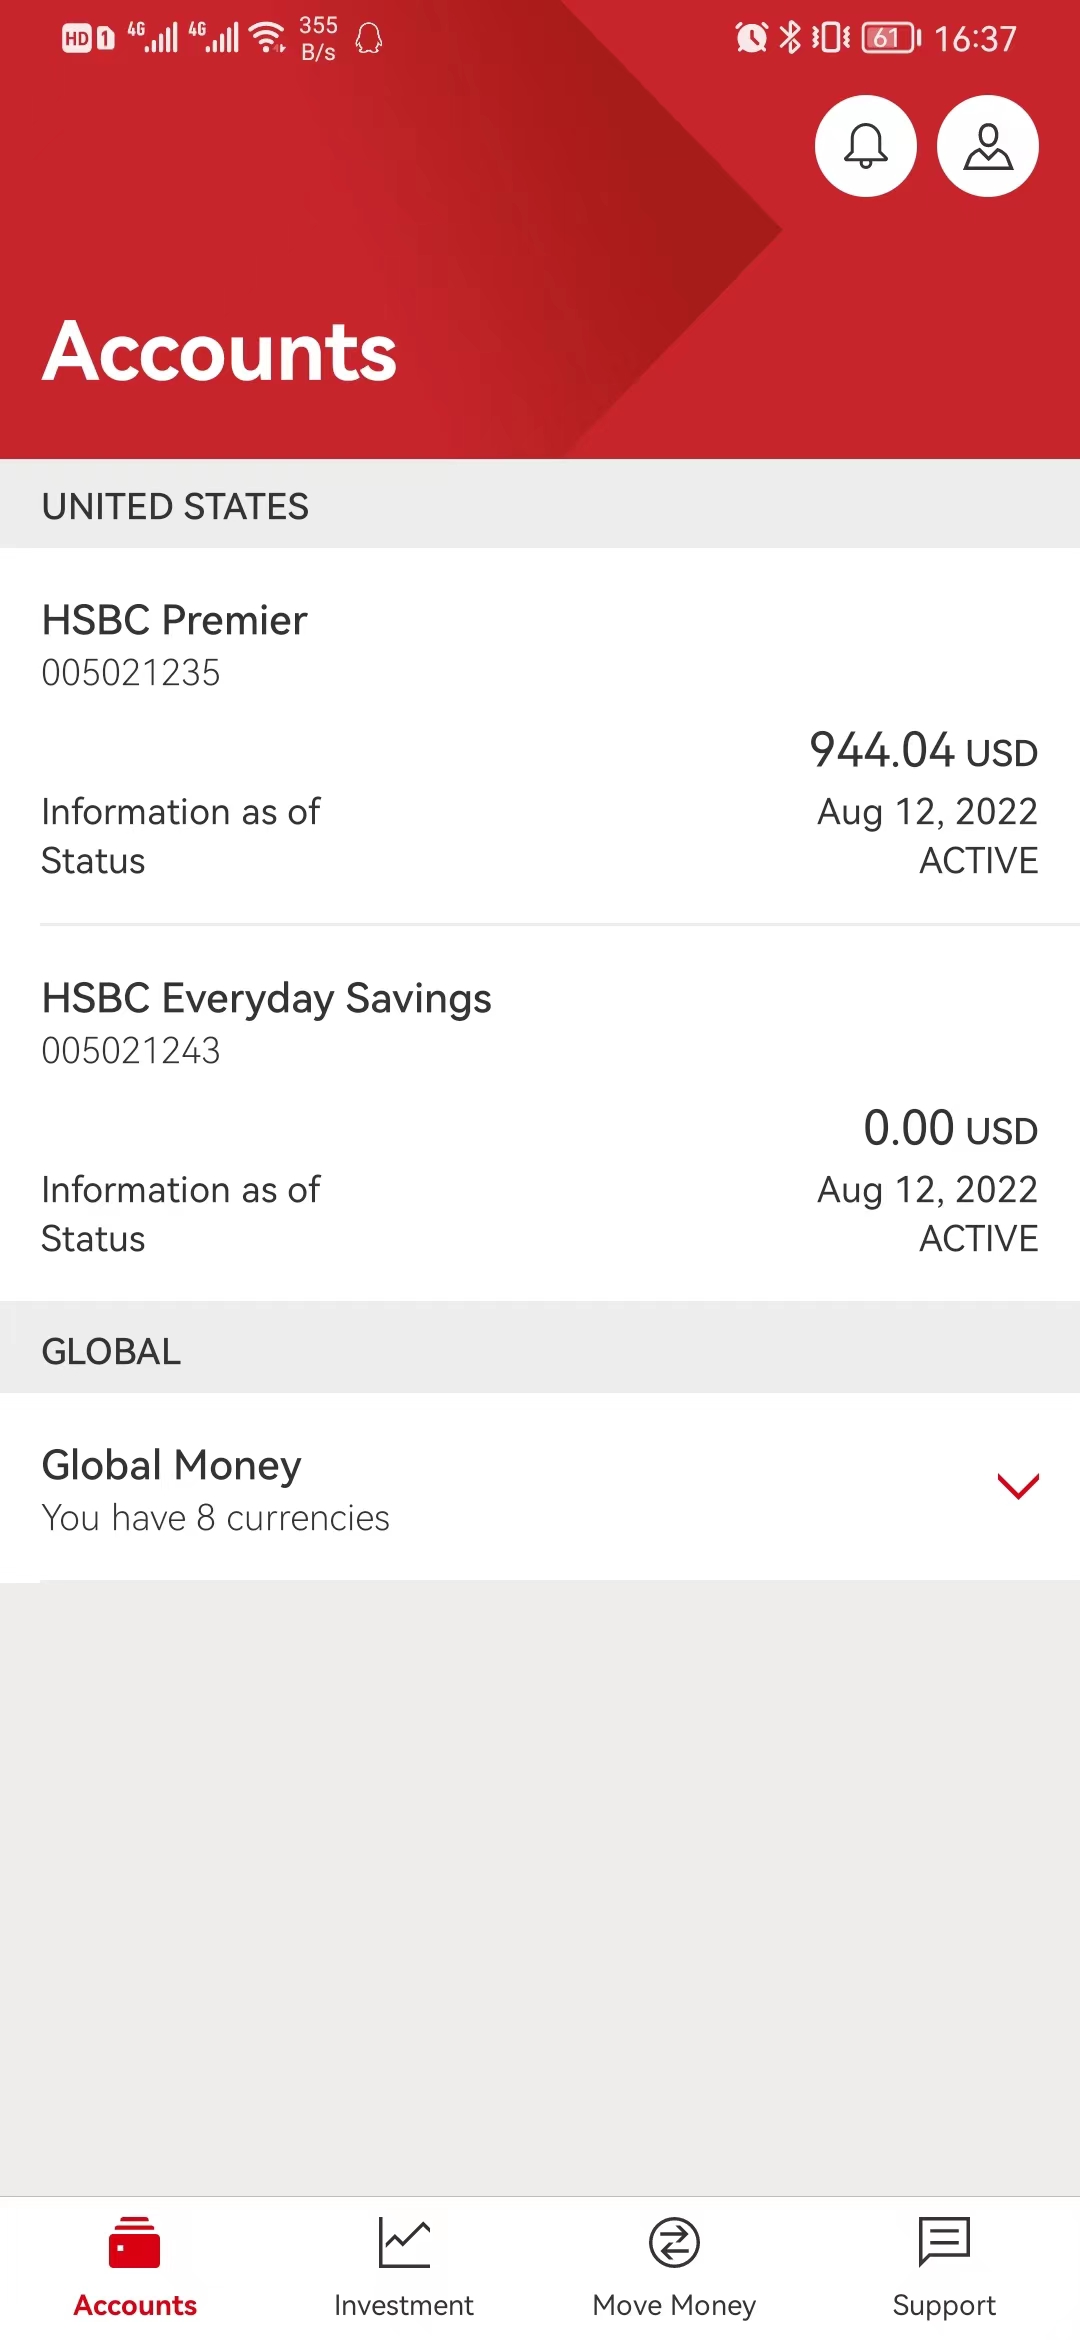 HD 1 4G 4G 355 B/s 61 16:37
Accounts
UNITED STATES
HSBC Premier
005021235
944.04 USD
Information as of Aug 12, 2022
Status ACTIVE
HSBC Everyday Savings
005021243
0.00 USD
Information as of Aug 12, 2022
Status ACTIVE
GLOBAL
Global Money
You have 8 currencies
Accounts Investment Move Money Support